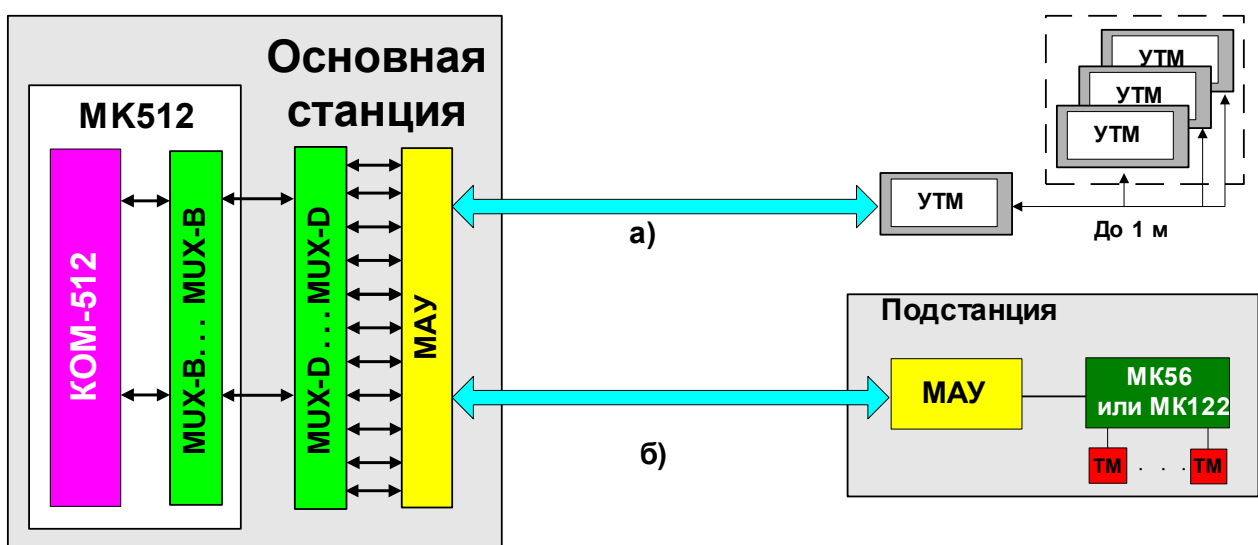 Основная
станция
МК512
КОМ-512
MUX-B. . . MUX-B
MUX-D . . . MUX-D
МАУ
а)
УТМ
УТМ
УТМ
УТМ
До 1 м
б)
Подстанция
МАУ
МК56
или МК122
ТМ . . . ТМ